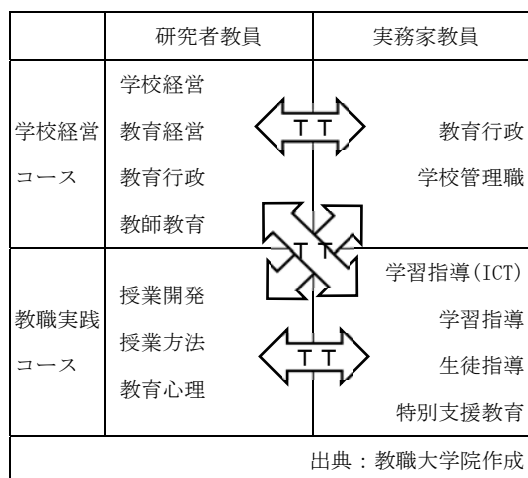 研究者教員
実務家教員
学校経営
コース
学校経営
教育経営
教育行政
教師教育
TT
教育行政
学校管理職
TT
教職実践
コース
授業開発
授業方法
教育心理
TT
学習指導(ICT)
学習指導
生徒指導
特別支援教育
出典：教職大学院作成